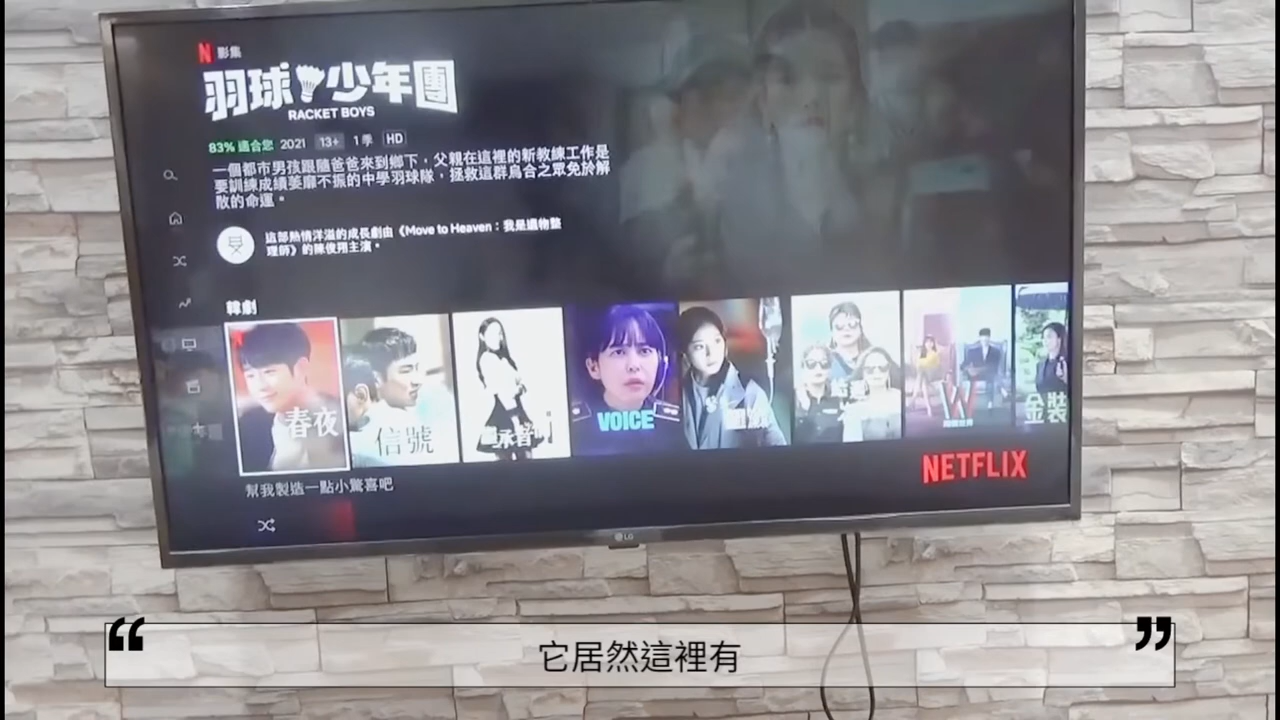 N 影集
羽球少年團
RACKET BOYS
83% 適合您 2021 13+ 1 季 HD
一個都市男孩跟隨爸爸來到鄉下，父親在這裡的新教練工作是
要訓練成績萎靡不振的中學羽球隊，拯救這群烏合之眾免於解
散的命運。
這部熱情洋溢的成長劇由《Move to Heaven：我是遺物整
理師》的陳俊翔主演。
韓劇
春夜
信號
VOICE
W
金裝
NETFLIX
幫我製造一點小驚喜吧
LG
“ 它居然這裡有 ”